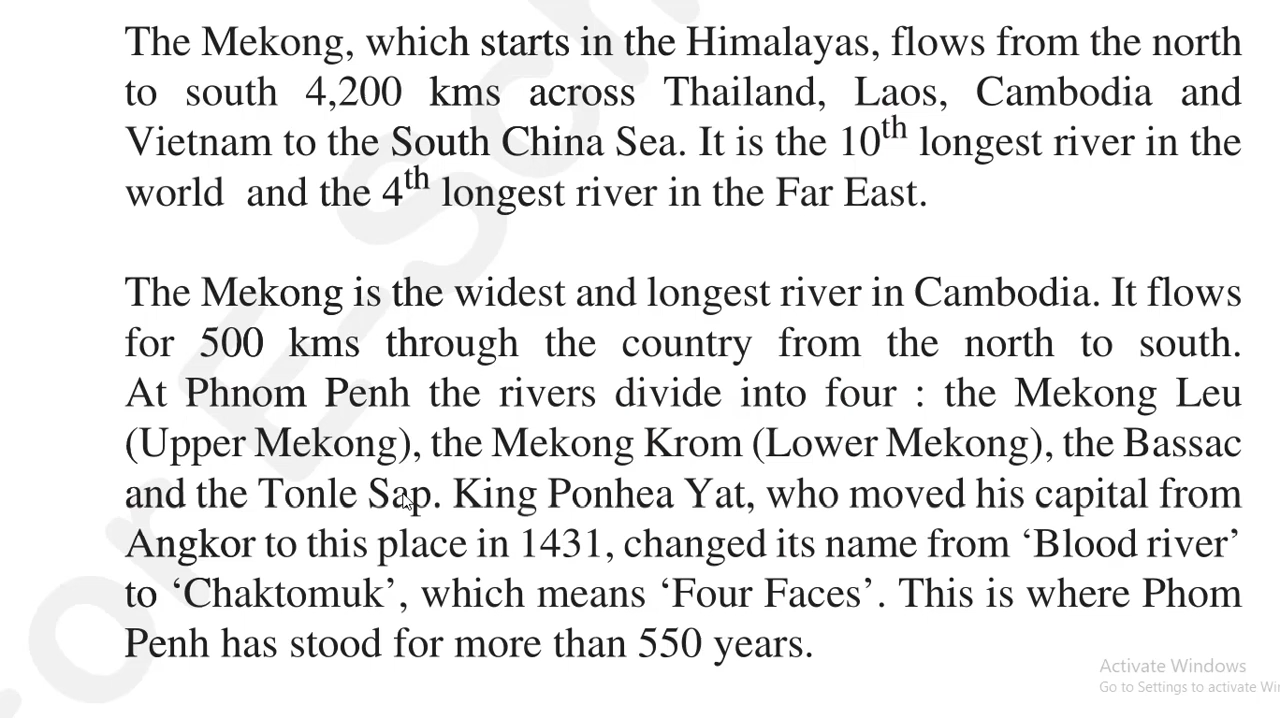 The Mekong, which starts in the Himalayas, flows from the north
to south 4,200 kms across Thailand, Laos, Cambodia and
Vietnam to the South China Sea. It is the 10th longest river in the
world and the 4th longest river in the Far East.
The Mekong is the widest and longest river in Cambodia. It flows
for 500 kms through the country from the north to south.
At Phnom Penh the rivers divide into four : the Mekong Leu
(Upper Mekong), the Mekong Krom (Lower Mekong), the Bassac
and the Tonle Sap. King Ponhea Yat, who moved his capital from
Angkor to this place in 1431, changed its name from ‘Blood river’
to ‘Chaktomuk’, which means ‘Four Faces’. This is where Phom
Penh has stood for more than 550 years.
Activate Windows
Go to Settings to activate